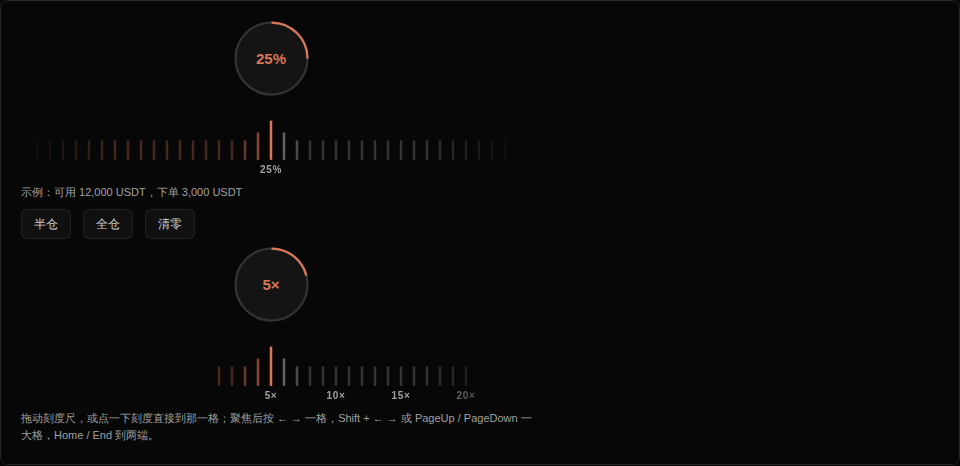 25%
25%
示例：可用 12,000 USDT，下单 3,000 USDT
半仓 全仓 清零
5×
5× 10× 15× 20×
拖动刻度尺，或点一下刻度直接到那一格；聚焦后按 ← → 一格，Shift + ← → 或 PageUp / PageDown 一
大格，Home / End 到两端。